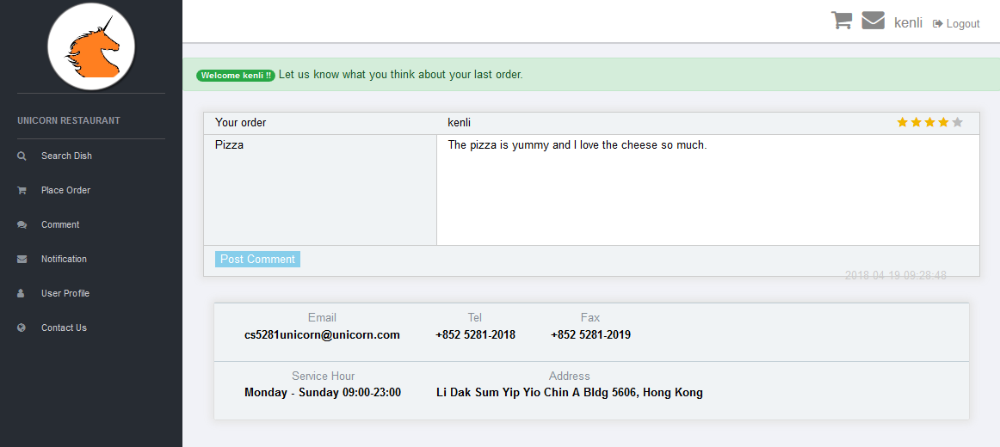 kenli Logout
Welcome kenli !! Let us know what you think about your last order.
UNICORN RESTAURANT
Search Dish
Place Order
Comment
Notification
User Profile
Contact Us
Your order kenli
Pizza The pizza is yummy and I love the cheese so much.
Post Comment
2018-04-19 09:28:48
Email Tel Fax
cs5281unicorn@unicorn.com +852 5281-2018 +852 5281-2019
Service Hour Address
Monday - Sunday 09:00-23:00 Li Dak Sum Yip Yio Chin A Bldg 5606, Hong Kong